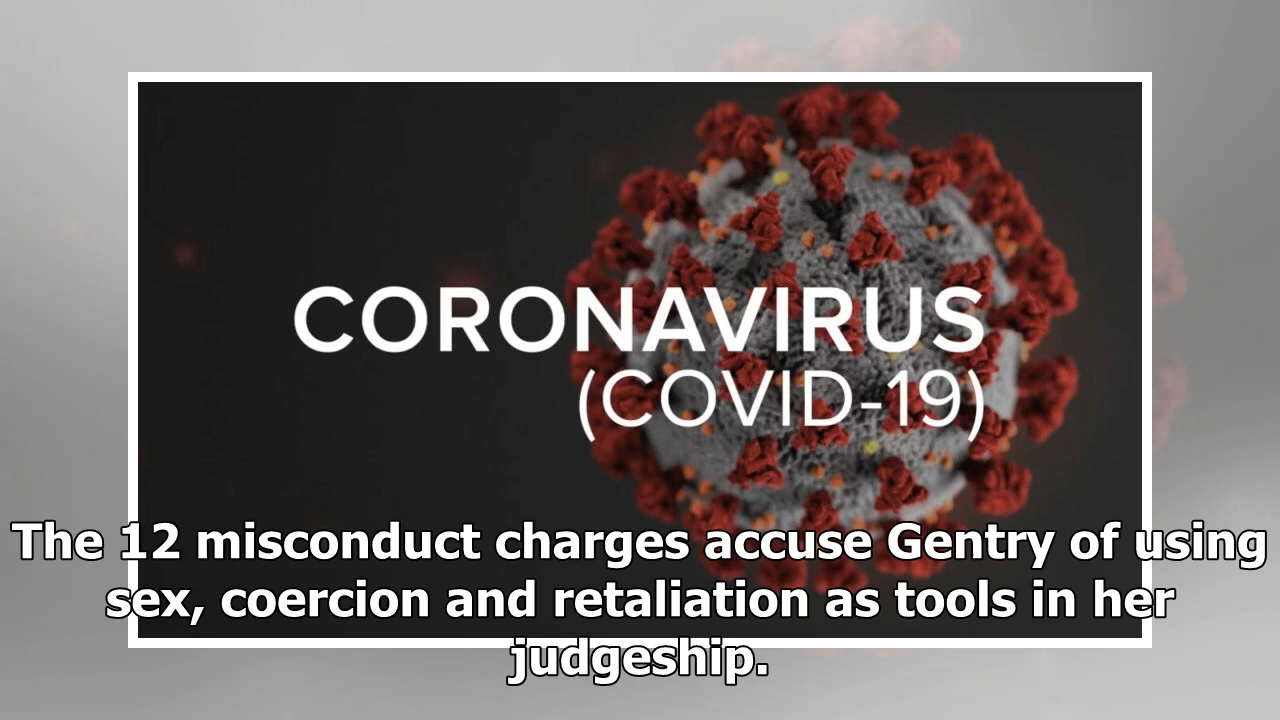 CORONAVIRUS
(COVID-19)
The 12 misconduct charges accuse Gentry of using
sex, coercion and retaliation as tools in her
judgeship.